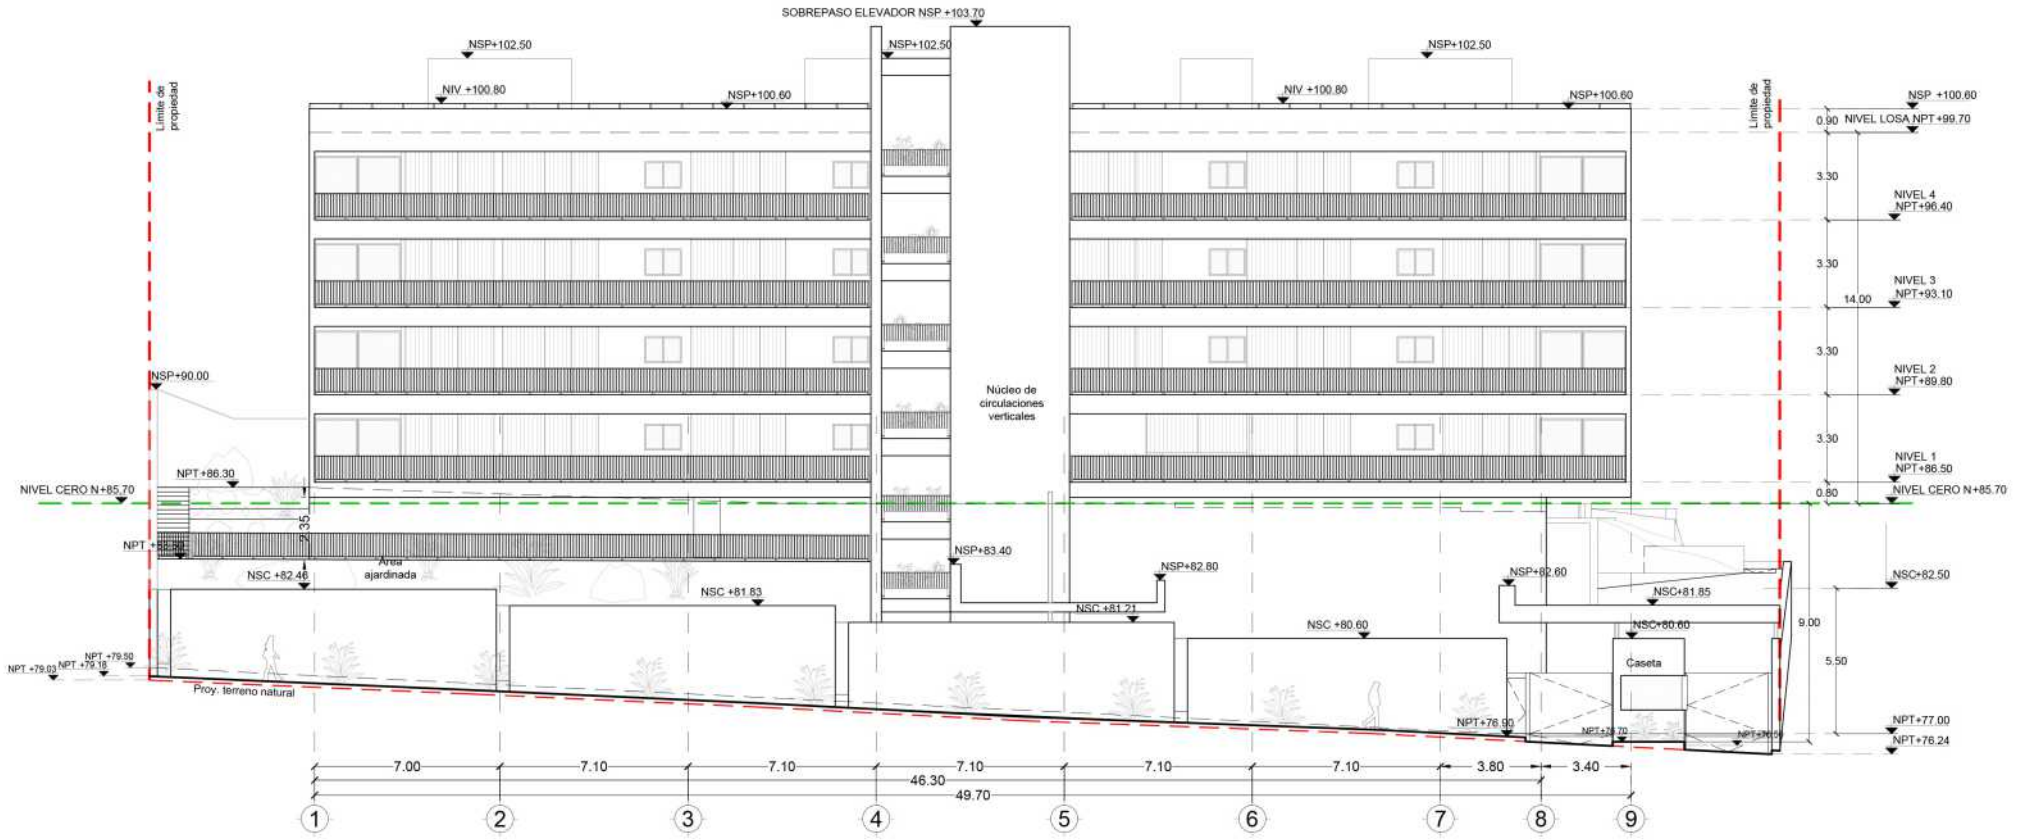 SOBREPASO ELEVADOR NSP +103.70
NSP+102.50
NSP+102.50
NSP+102.50
Límite de
propiedad
NIV +100.80
NSP+100.60
NIV +100.80
NSP+100.60
Límite de
propiedad
NSP +100.60
0.90
NIVEL LOSA NPT+99.70
3.30
NIVEL 4
NPT+96.40
3.30
NIVEL 3
NPT+93.10
14.00
3.30
NSP+90.00
NIVEL 2
NPT+89.80
Núcleo de
circulaciones
verticales
3.30
NIVEL 1
NPT+86.50
NPT+86.30
NIVEL CERO N+85.70
0.80
NIVEL CERO N+85.70
2.35
NPT
Área
ajardinada
NSP+83.40
NSC +82.46
NSP+82.80
NSP+82.60
NSC+82.50
NSC +81.83
NSC +81.21
NSC+81.85
NSC +80.60
NSC+80.60
9.00
Caseta
5.50
NPT +79.03
NPT +79.18
NPT +79.50
Proy. terreno natural
NPT+76.90
NPT+76.70
NPT+77.00
NPT+76.24
7.00
7.10
7.10
7.10
7.10
7.10
3.80
3.40
46.30
49.70
1
2
3
4
5
6
7
8
9